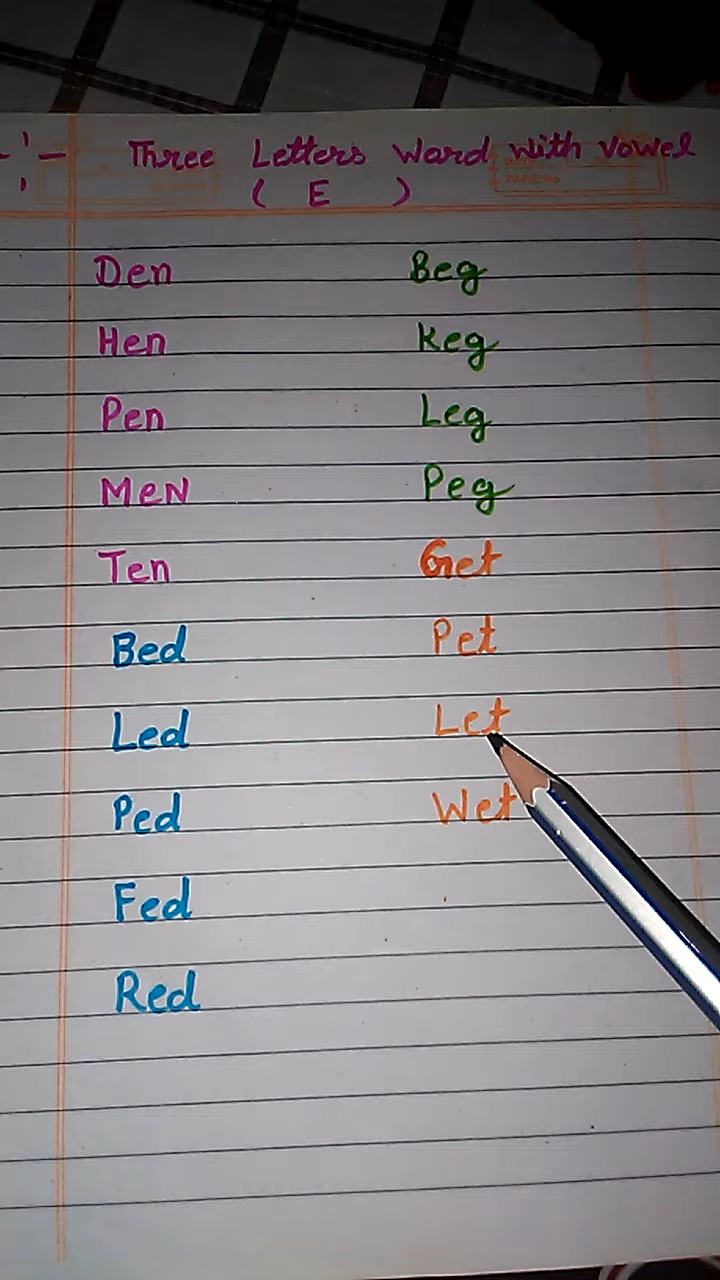 Three Letters Word with vowel
( E )
Den
Hen
Pen
MeN
Ten
Bed
Led
Ped
Fed
Red
Beg
Keg
Leg
Peg
Get
Pet
Let
Wet